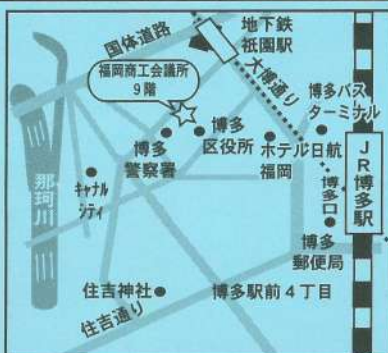 国体道路
地下鉄
祇園駅
福岡商工会議所
9階
大博通り
博多バス
ターミナル
博多
警察署
博多
区役所
ホテル日航
福岡
JR博多駅
博多口
キャナル
シティ
那珂川
博多
郵便局
住吉神社
博多駅前4丁目
住吉通り